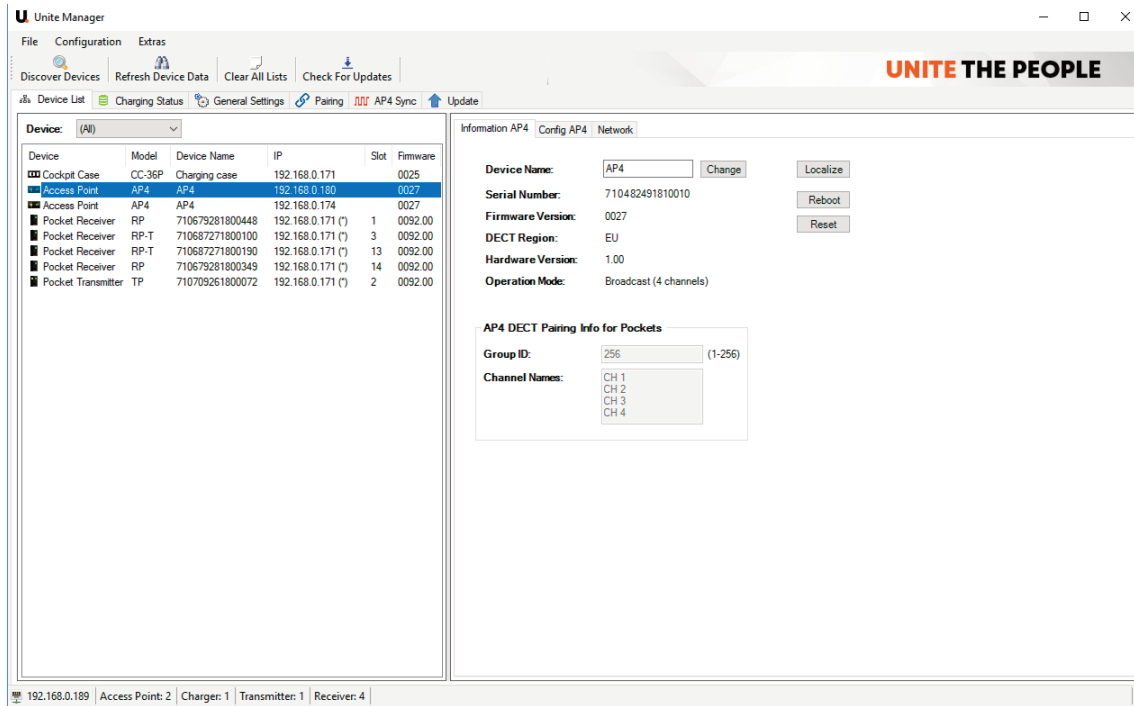 U. Unite Manager
File Configuration Extras
Discover Devices Refresh Device Data Clear All Lists Check For Updates
UNITE THE PEOPLE
Device List Charging Status General Settings Pairing AP4 Sync Update
Device: (All)
Device Model Device Name IP Slot Firmware
Cockpit Case CC-36P Charging case 192.168.0.171 0025
Access Point AP4 AP4 192.168.0.180 0027
Access Point AP4 AP4 192.168.0.174 0027
Pocket Receiver RP 710679281800448 192.168.0.171 (*) 1 0092.00
Pocket Receiver RP-T 710687271800100 192.168.0.171 (*) 3 0092.00
Pocket Receiver RP-T 710687271800190 192.168.0.171 (*) 13 0092.00
Pocket Receiver RP 710679281800349 192.168.0.171 (*) 14 0092.00
Pocket Transmitter TP 710709261800072 192.168.0.171 (*) 2 0092.00
Information AP4 Config AP4 Network
Device Name: AP4 Change Localize
Serial Number: 710482491810010 Reboot
Firmware Version: 0027 Reset
DECT Region: EU
Hardware Version: 1.00
Operation Mode: Broadcast (4 channels)
AP4 DECT Pairing Info for Pockets
Group ID: 256 (1-256)
Channel Names: CH 1
CH 2
CH 3
CH 4
192.168.0.189 Access Point: 2 Charger: 1 Transmitter: 1 Receiver: 4